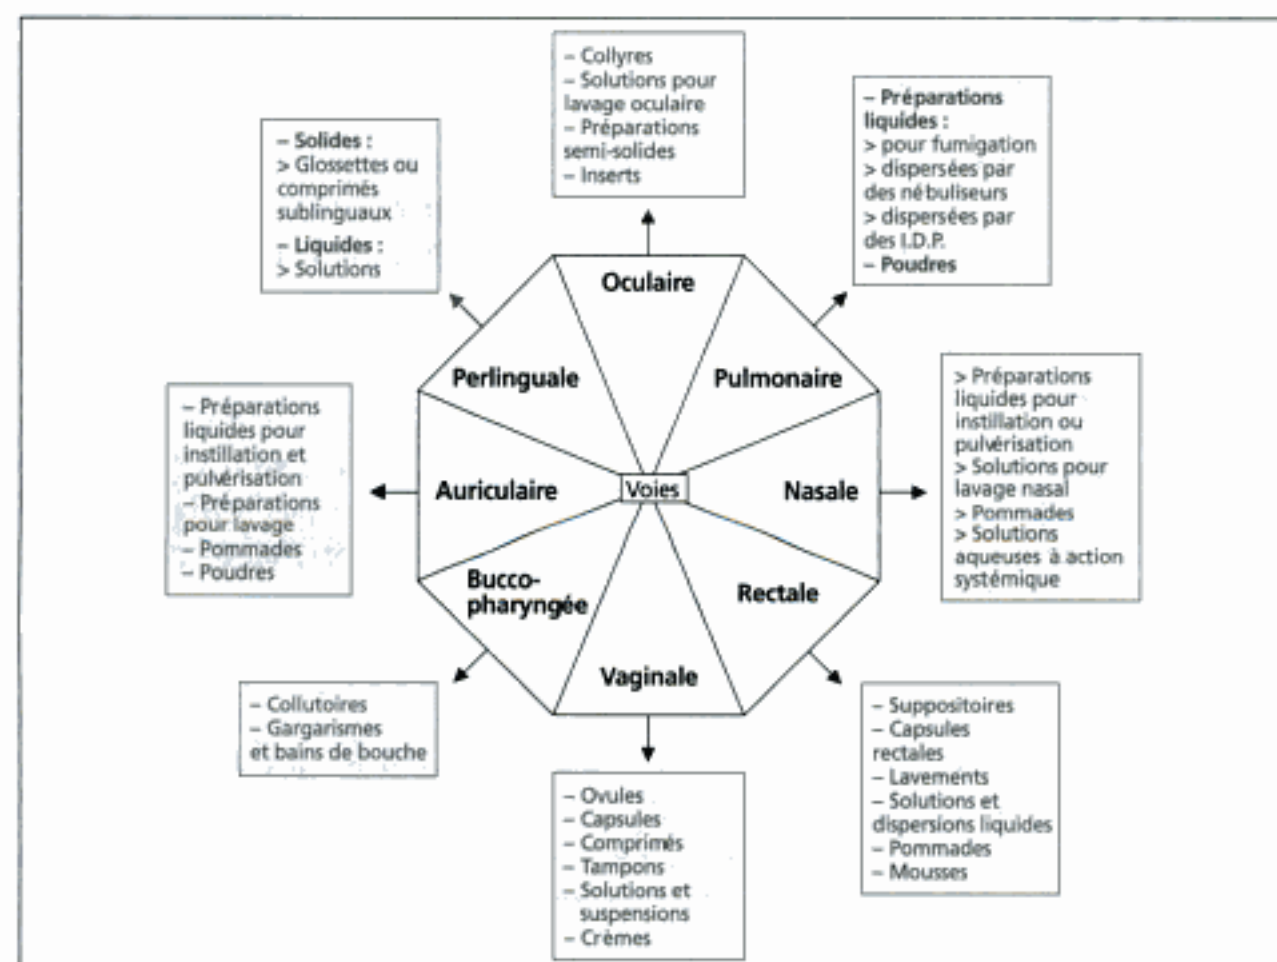 – Collyres
– Solutions pour
lavage oculaire
– Préparations
semi-solides
– Inserts
– Préparations
liquides :
> pour fumigation
> dispersées par
des nébuliseurs
> dispersées par
des I.D.P.
– Poudres
– Solides :
> Glossettes ou
comprimés
sublinguaux
– Liquides :
> Solutions
Oculaire
Perlinguale
Pulmonaire
> Préparations
liquides pour
instillation ou
pulvérisation
> Solutions pour
lavage nasal
> Pommades
> Solutions
aqueuses à action
systémique
– Préparations
liquides pour
instillation et
pulvérisation
– Préparations
pour lavage
– Pommades
– Poudres
Auriculaire
Voies
Nasale
Bucco-
pharyngée
Rectale
Vaginale
– Collutoires
– Gargarismes
et bains de bouche
– Suppositoires
– Capsules
rectales
– Lavements
– Solutions et
dispersions liquides
– Pommades
– Mousses
– Ovules
– Capsules
– Comprimés
– Tampons
– Solutions et
suspensions
– Crèmes